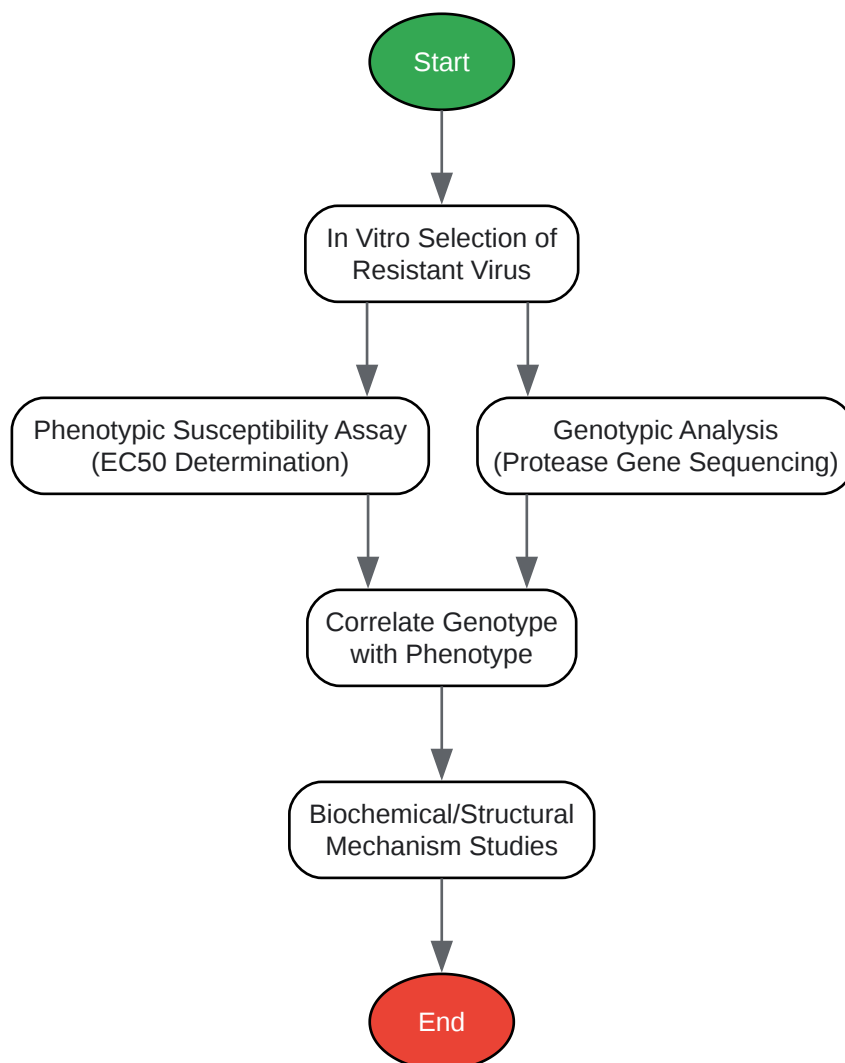 Start
In Vitro Selection of
Resistant Virus
Phenotypic Susceptibility Assay
(EC50 Determination)
Genotypic Analysis
(Protease Gene Sequencing)
Correlate Genotype
with Phenotype
Biochemical/Structural
Mechanism Studies
End